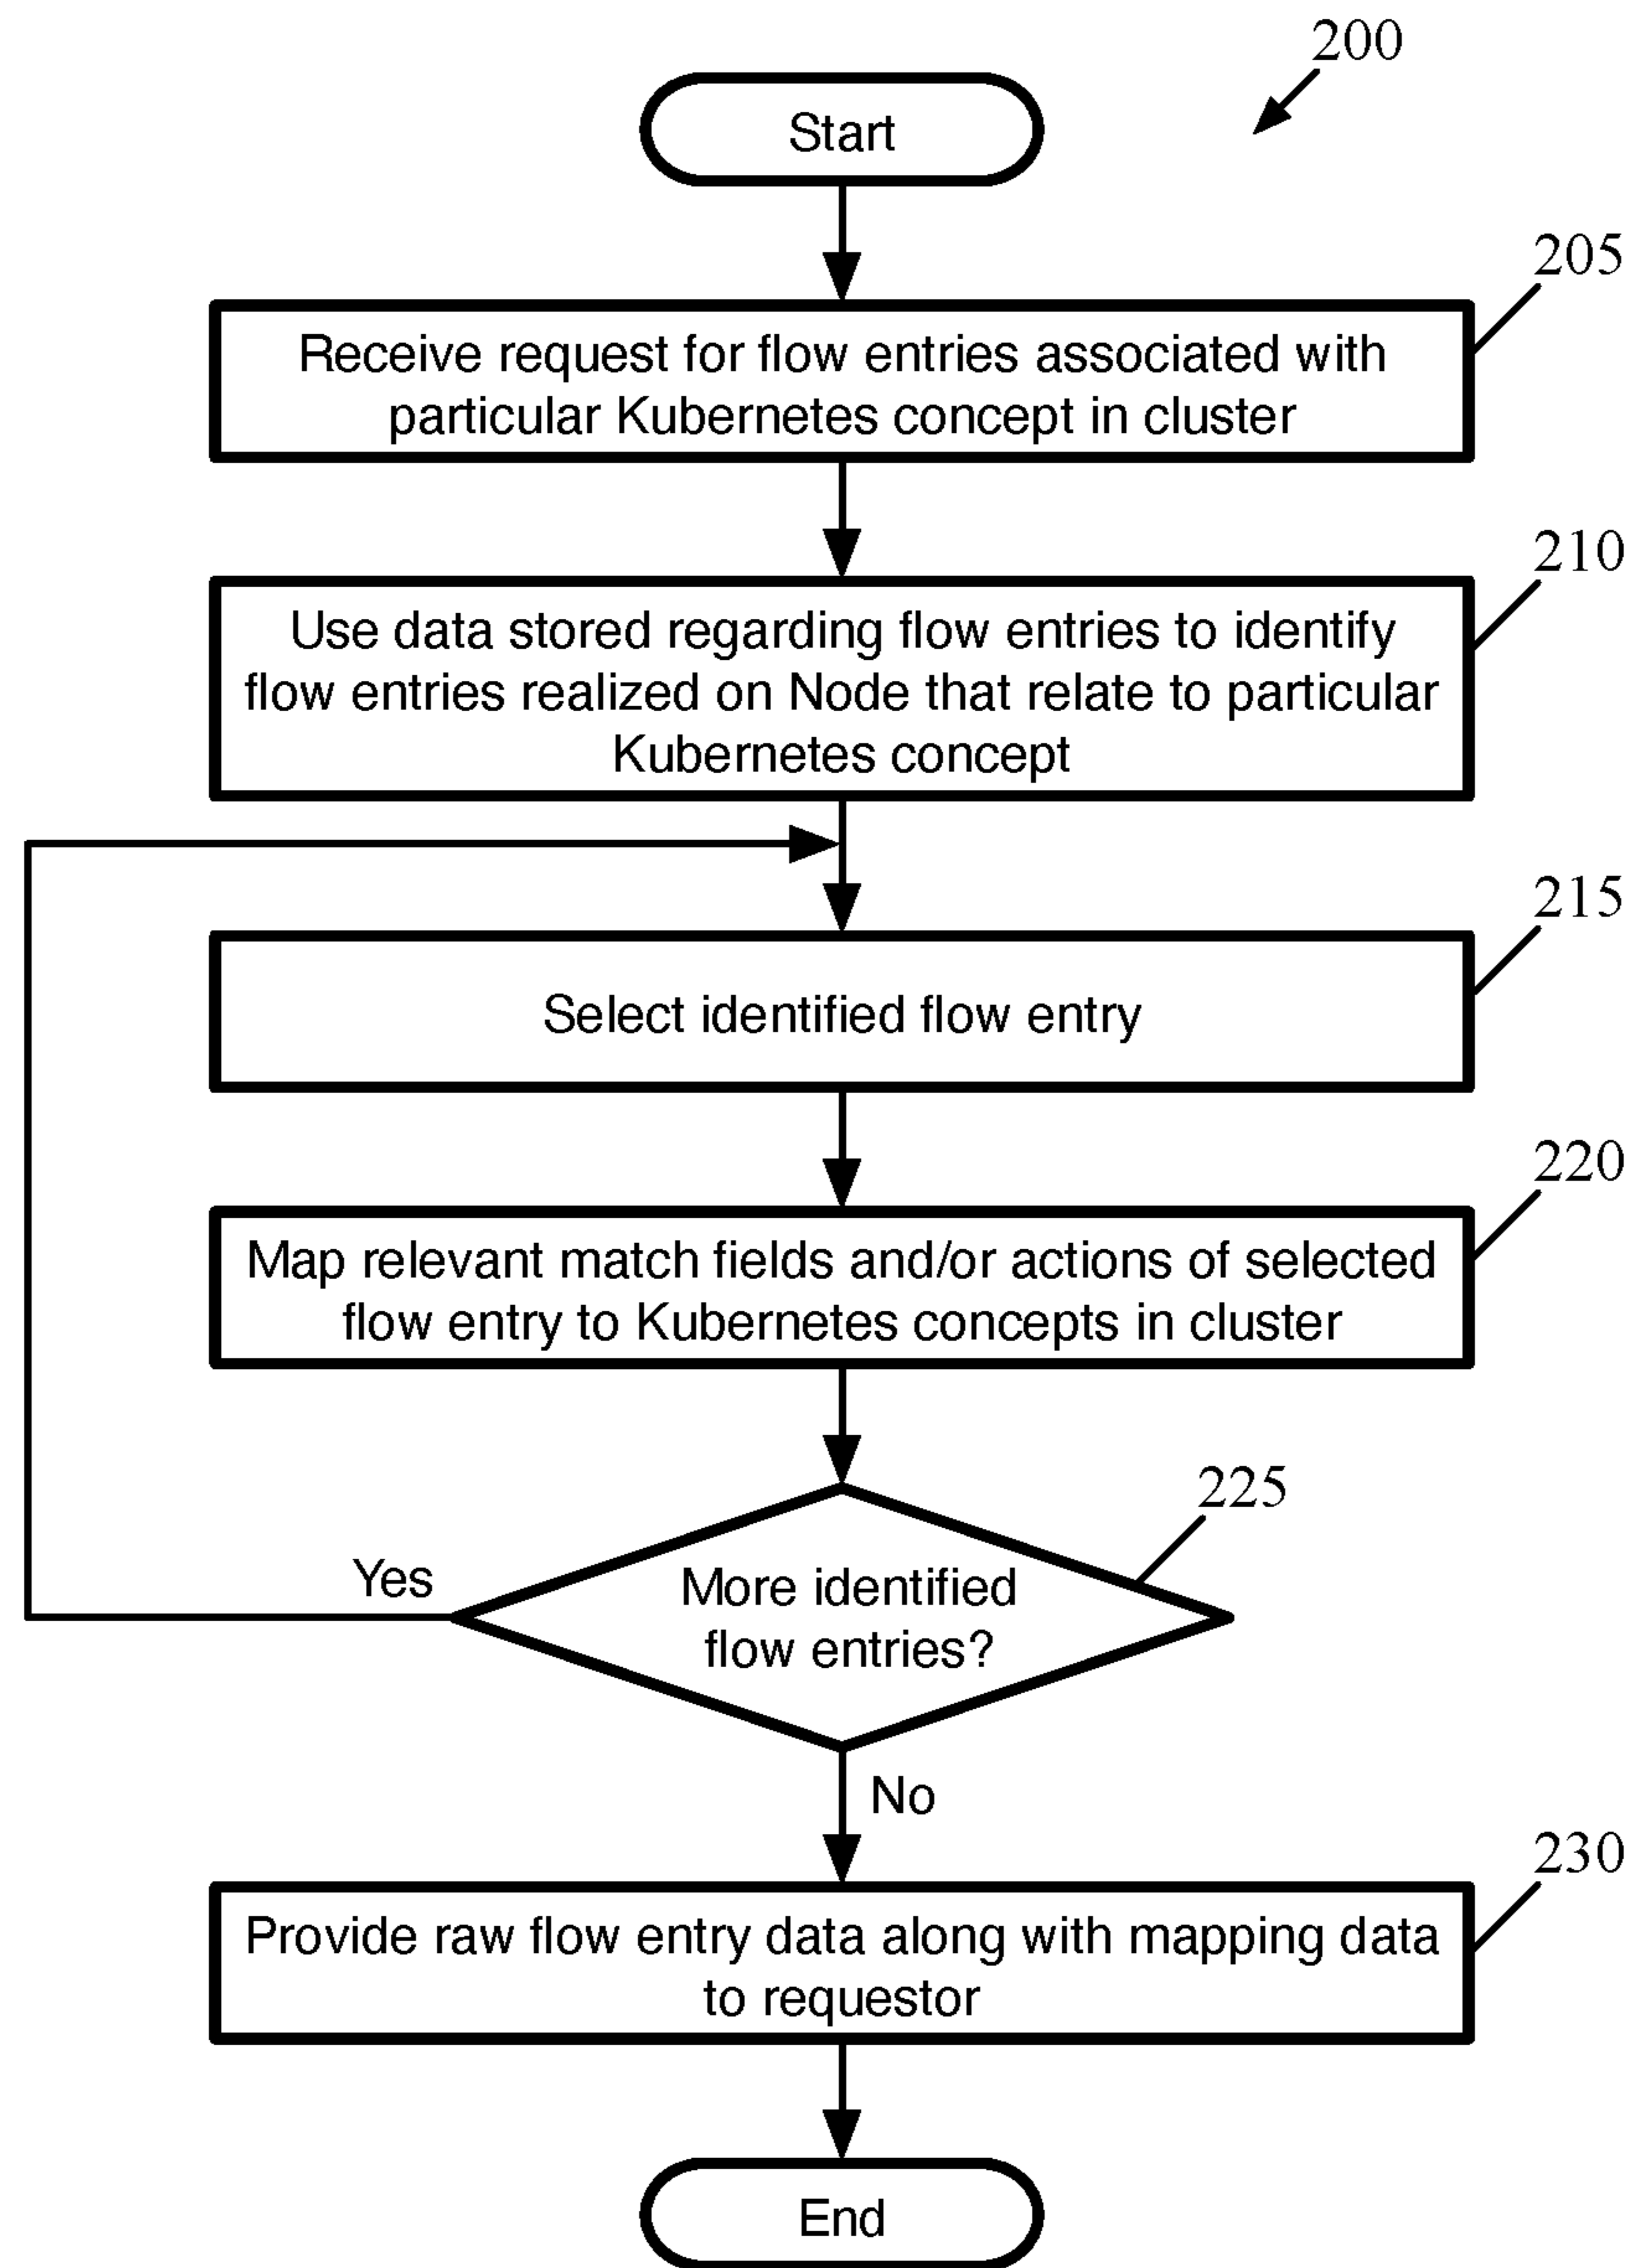 200
Start
205
Receive request for flow entries associated with
particular Kubernetes concept in cluster
210
Use data stored regarding flow entries to identify
flow entries realized on Node that relate to particular
Kubernetes concept
215
Select identified flow entry
220
Map relevant match fields and/or actions of selected
flow entry to Kubernetes concepts in cluster
225
Yes
More identified
flow entries?
No
230
Provide raw flow entry data along with mapping data
to requestor
End